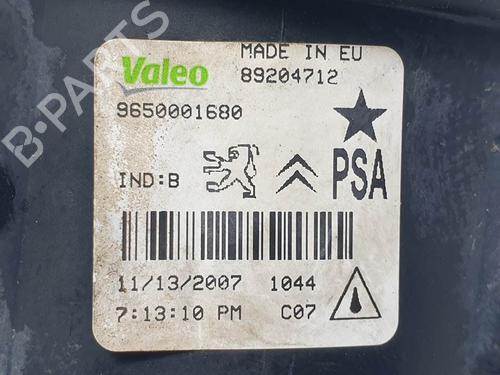 B-PARTS
Valeo
MADE IN EU
89204712
9650001680
IND:B
PSA
11/13/2007 1044
7:13:10 PM C07